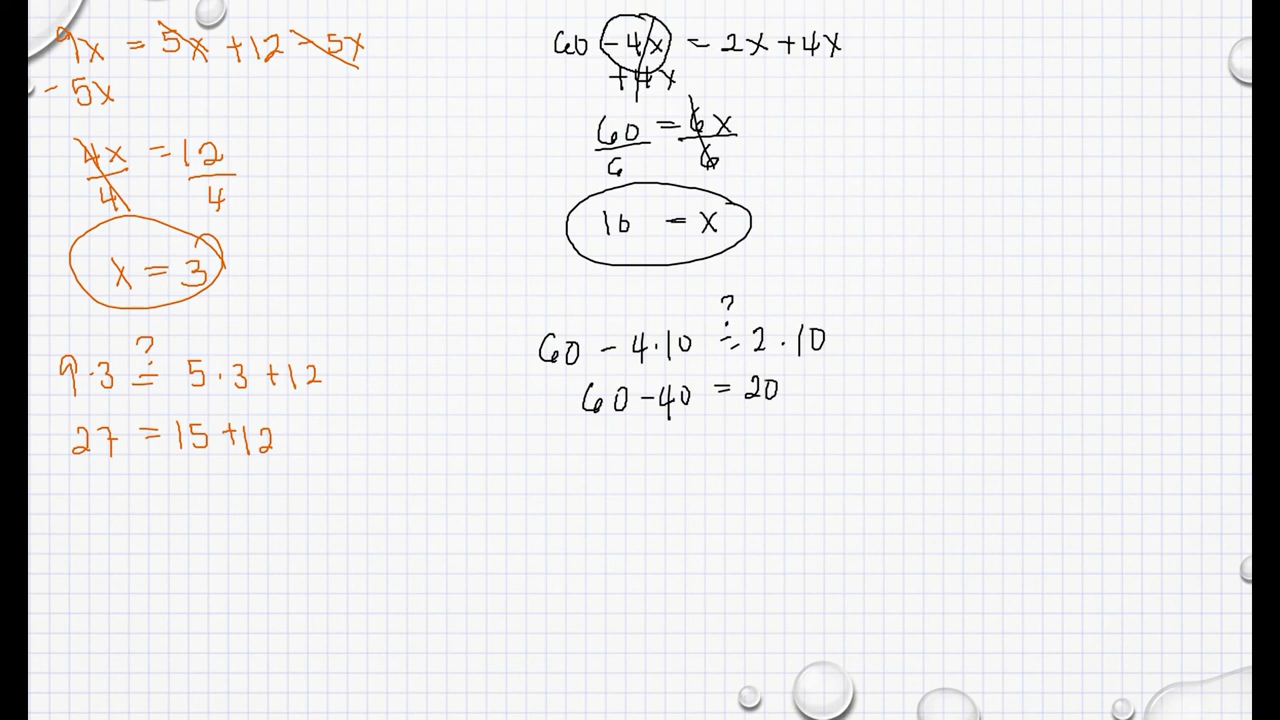 9x = 5x + 12 - 5x
- 5x
4x = 12
4 4
x = 3
9·3 ≟ 5·3 + 12
27 = 15 + 12
60 - 4x = 2x + 4x
+ 4x
60 = 6x
6 6
10 = x
60 - 4·10 ≟ 2·10
60 - 40 = 20